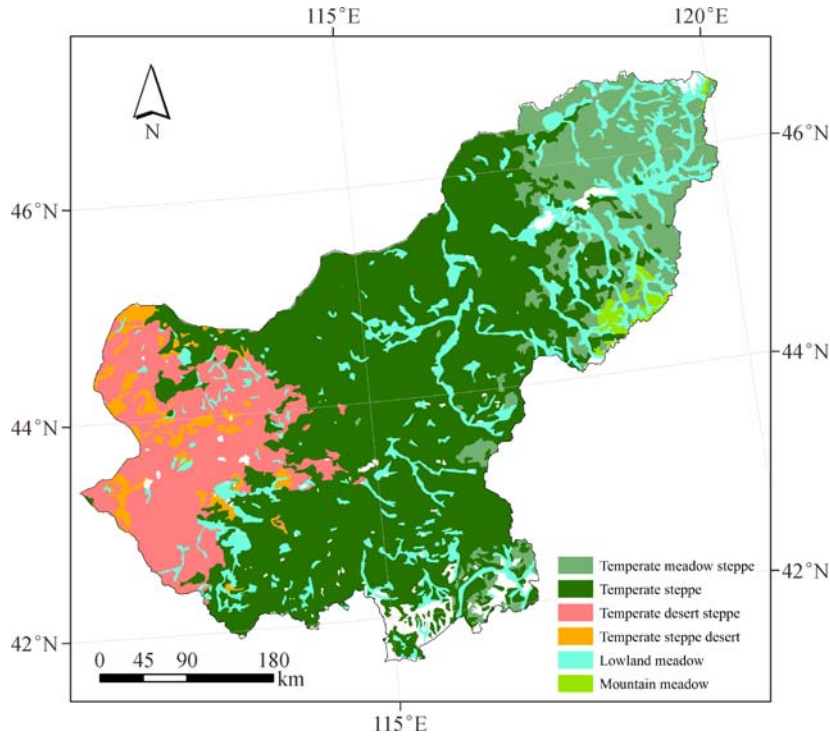 115°E
120°E
N
46°N
46°N
44°N
44°N
42°N
42°N
Temperate meadow steppe
Temperate steppe
Temperate desert steppe
Temperate steppe desert
Lowland meadow
Mountain meadow
0 45 90 180
km
115°E